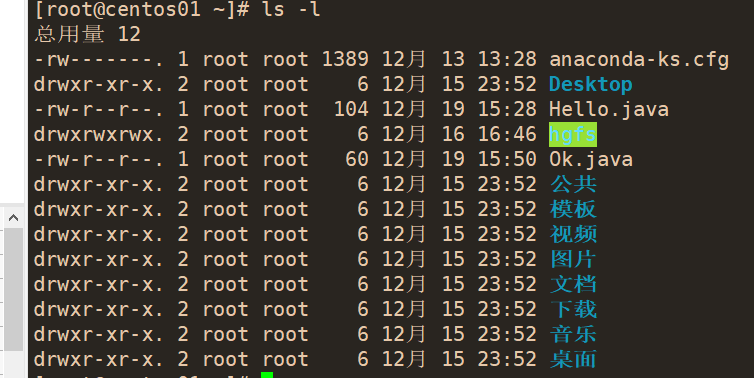 [root@centos01 ~]# ls -l
总用量 12
-rw-------. 1 root root 1389 12月 13 13:28 anaconda-ks.cfg
drwxr-xr-x. 2 root root    6 12月 15 23:52 Desktop
-rw-r--r--. 1 root root  104 12月 19 15:28 Hello.java
drwxrwxrwx. 2 root root    6 12月 16 16:46 hgfs
-rw-r--r--. 1 root root   60 12月 19 15:50 Ok.java
drwxr-xr-x. 2 root root    6 12月 15 23:52 公共
drwxr-xr-x. 2 root root    6 12月 15 23:52 模板
drwxr-xr-x. 2 root root    6 12月 15 23:52 视频
drwxr-xr-x. 2 root root    6 12月 15 23:52 图片
drwxr-xr-x. 2 root root    6 12月 15 23:52 文档
drwxr-xr-x. 2 root root    6 12月 15 23:52 下载
drwxr-xr-x. 2 root root    6 12月 15 23:52 音乐
drwxr-xr-x. 2 root root    6 12月 15 23:52 桌面
[root@centos01 ~]#